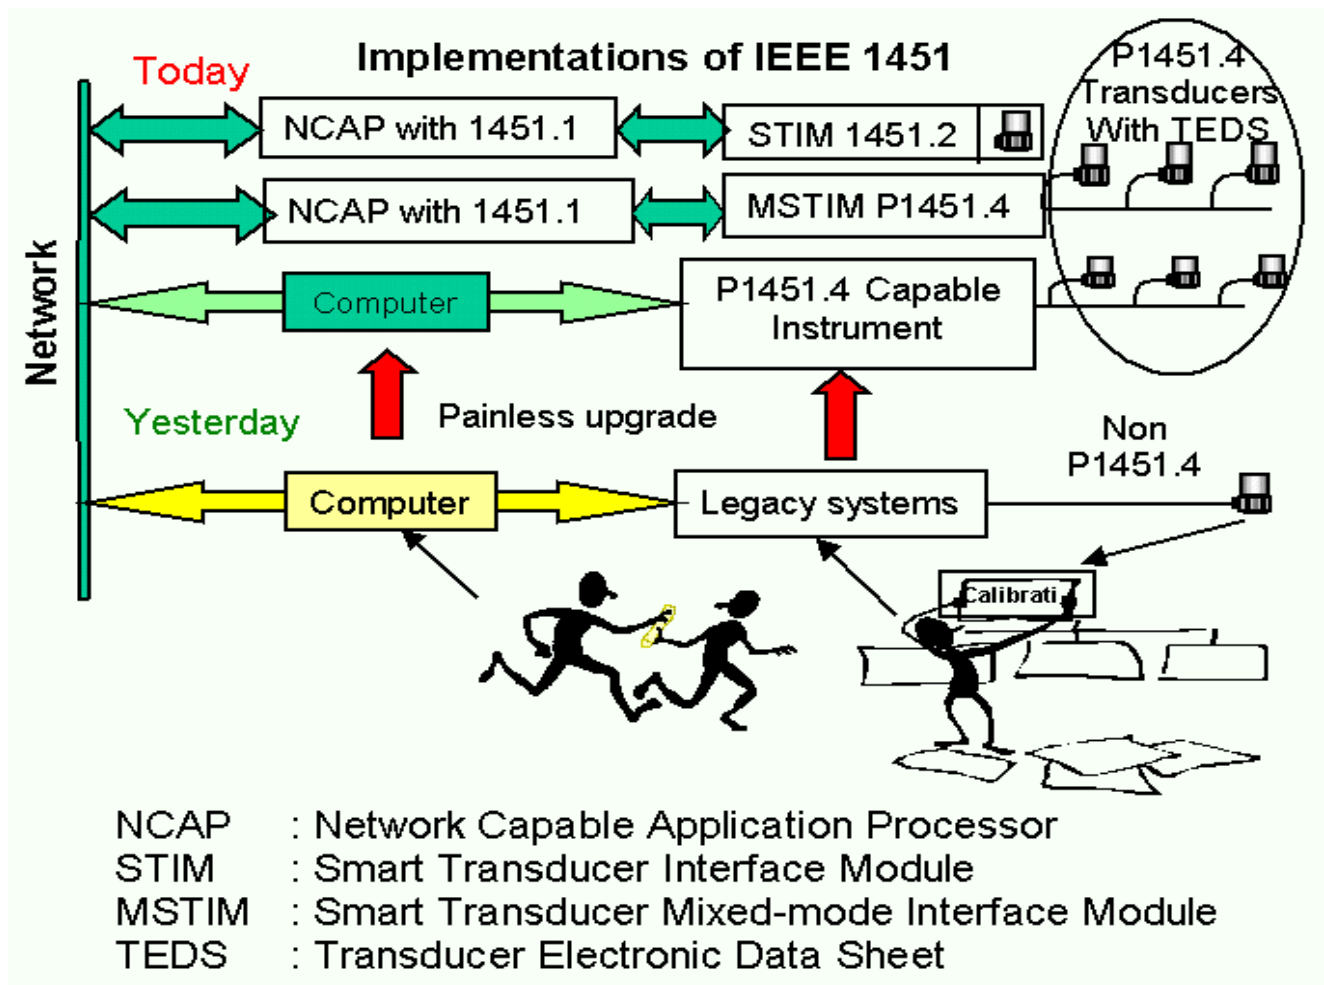 Implementations of IEEE 1451
Today
P1451.4
Transducers
With TEDS
NCAP with 1451.1
STIM 1451.2
NCAP with 1451.1
MSTIM P1451.4
Network
Computer
P1451.4 Capable
Instrument
Yesterday
Painless upgrade
Non
P1451.4
Computer
Legacy systems
Calibrati
NCAP : Network Capable Application Processor
STIM : Smart Transducer Interface Module
MSTIM : Smart Transducer Mixed-mode Interface Module
TEDS : Transducer Electronic Data Sheet